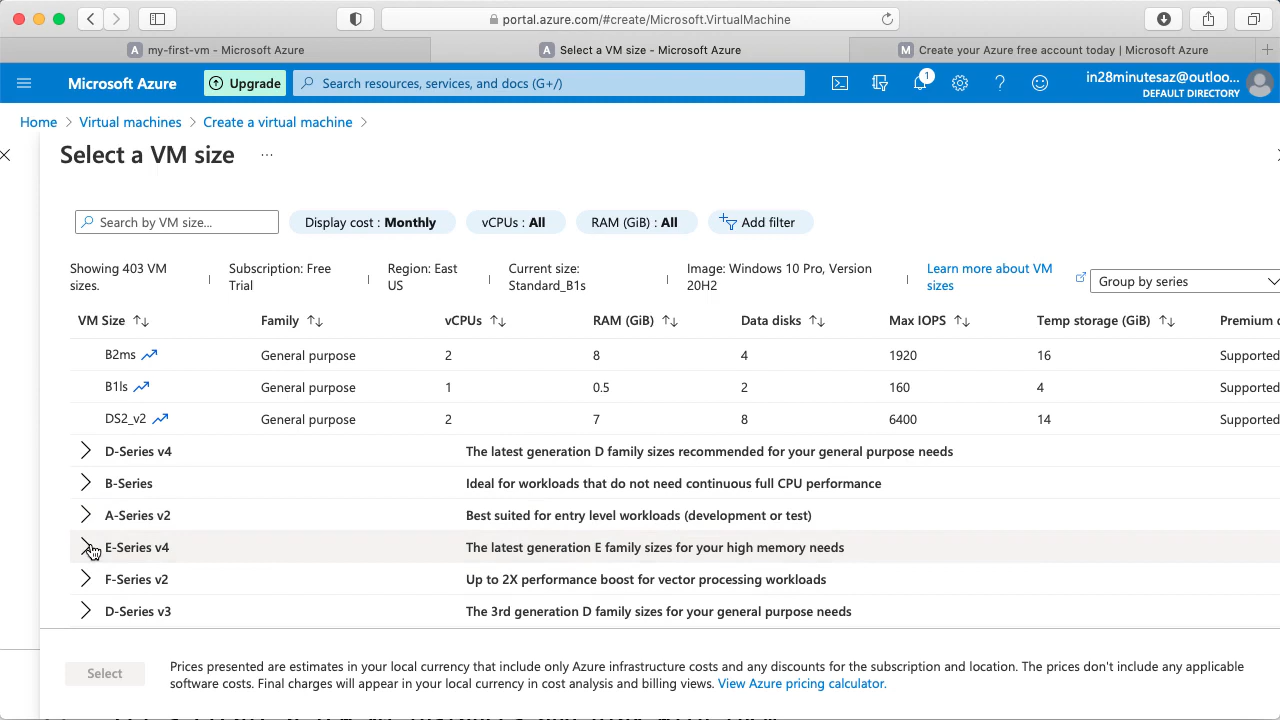 portal.azure.com/#create/Microsoft.VirtualMachine
A my-first-vm - Microsoft Azure
A Select a VM size - Microsoft Azure
M Create your Azure free account today | Microsoft Azure
Microsoft Azure
Upgrade
Search resources, services, and docs (G+/)
1
in28minutesaz@outloo...
DEFAULT DIRECTORY
Home > Virtual machines > Create a virtual machine >
Select a VM size ...
Search by VM size...
Display cost : Monthly
vCPUs : All
RAM (GiB) : All
Add filter
Showing 403 VM
sizes.
Subscription: Free
Trial
Region: East
US
Current size:
Standard_B1s
Image: Windows 10 Pro, Version
20H2
Learn more about VM
sizes
Group by series
VM Size Family vCPUs RAM (GiB) Data disks Max IOPS Temp storage (GiB) Premium
B2ms General purpose 2 8 4 1920 16 Supported
B1ls General purpose 1 0.5 2 160 4 Supported
DS2_v2 General purpose 2 7 8 6400 14 Supported
D-Series v4 The latest generation D family sizes recommended for your general purpose needs
B-Series Ideal for workloads that do not need continuous full CPU performance
A-Series v2 Best suited for entry level workloads (development or test)
E-Series v4 The latest generation E family sizes for your high memory needs
F-Series v2 Up to 2X performance boost for vector processing workloads
D-Series v3 The 3rd generation D family sizes for your general purpose needs
Select
Prices presented are estimates in your local currency that include only Azure infrastructure costs and any discounts for the subscription and location. The prices don't include any applicable
software costs. Final charges will appear in your local currency in cost analysis and billing views. View Azure pricing calculator.